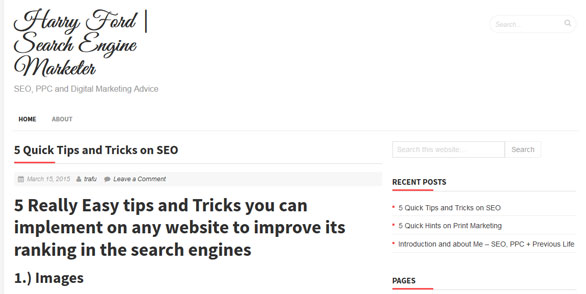 Harry Ford |
Search Engine
Marketer
SEO, PPC and Digital Marketing Advice
Search...
HOME ABOUT
5 Quick Tips and Tricks on SEO
March 15, 2015 trafu Leave a Comment
5 Really Easy tips and Tricks you can
implement on any website to improve its
ranking in the search engines
1.) Images
Search this website... Search
RECENT POSTS
5 Quick Tips and Tricks on SEO
5 Quick Hints on Print Marketing
Introduction and about Me – SEO, PPC + Previous Life
PAGES